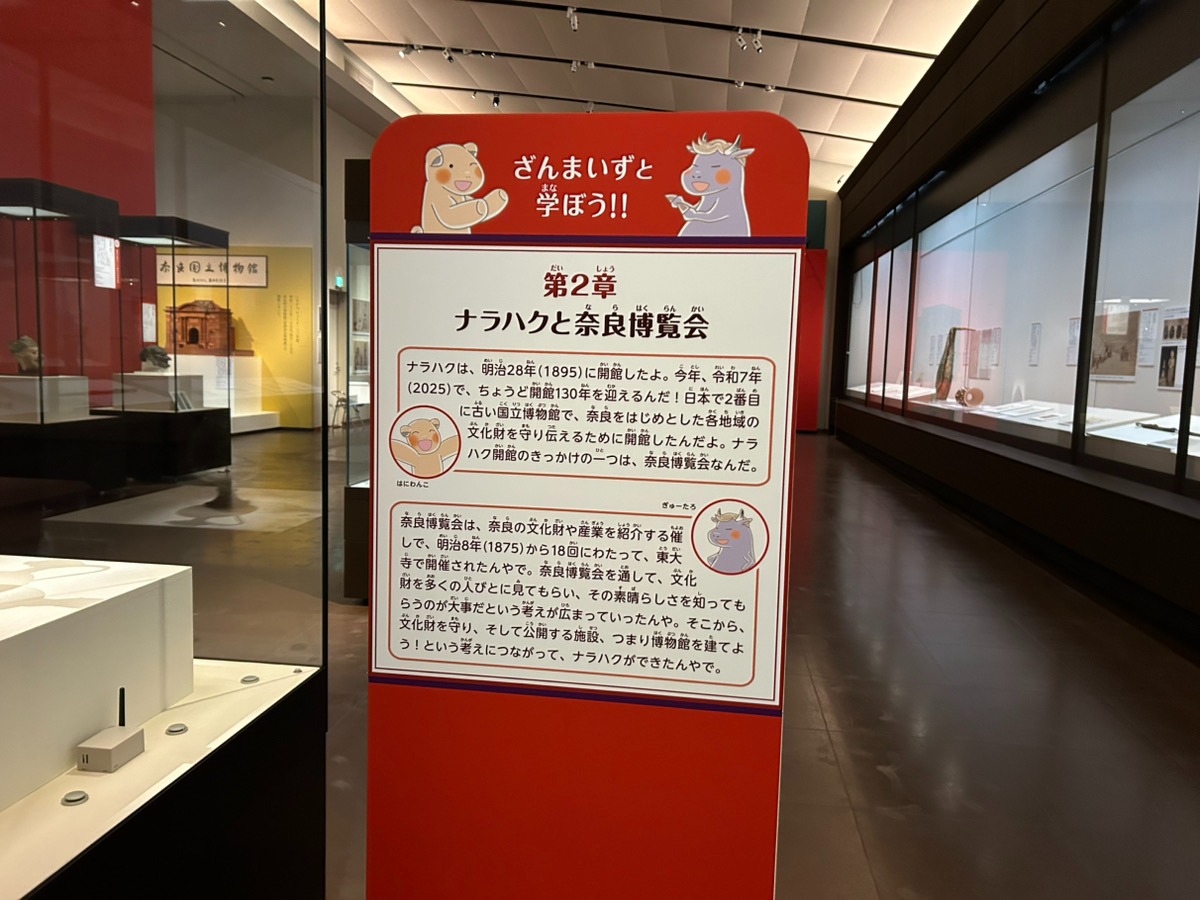 ざんまいずと
学ぼう!!
第2章
ナラハクと奈良博覧会
ナラハクは、明治28年(1895)に開館したよ。今年、令和7年
(2025)で、ちょうど開館130年を迎えるんだ！日本で2番目
に古い国立博物館で、奈良をはじめとした各地域の
文化財を守り伝えるために開館したんだよ。ナラ
ハク開館のきっかけの一つは、奈良博覧会なんだ。
はにわんこ
ぎゅーたろ
奈良博覧会は、奈良の文化財や産業を紹介する催
しで、明治8年(1875)から18回にわたって、東大
寺で開催されたんやで。奈良博覧会を通して、文化
財を多くの人びとに見てもらい、その素晴らしさを知っても
らうのが大事だという考えが広まっていったんや。そこから、
文化財を守り、そして公開する施設、つまり博物館を建てよ
う！という考えにつながって、ナラハクができたんやで。
奈良国立博物館